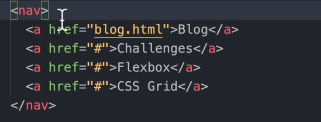 <nav>
<a href="blog.html">Blog</a>
<a href="#">Challenges</a>
<a href="#">Flexbox</a>
<a href="#">CSS Grid</a>
</nav>